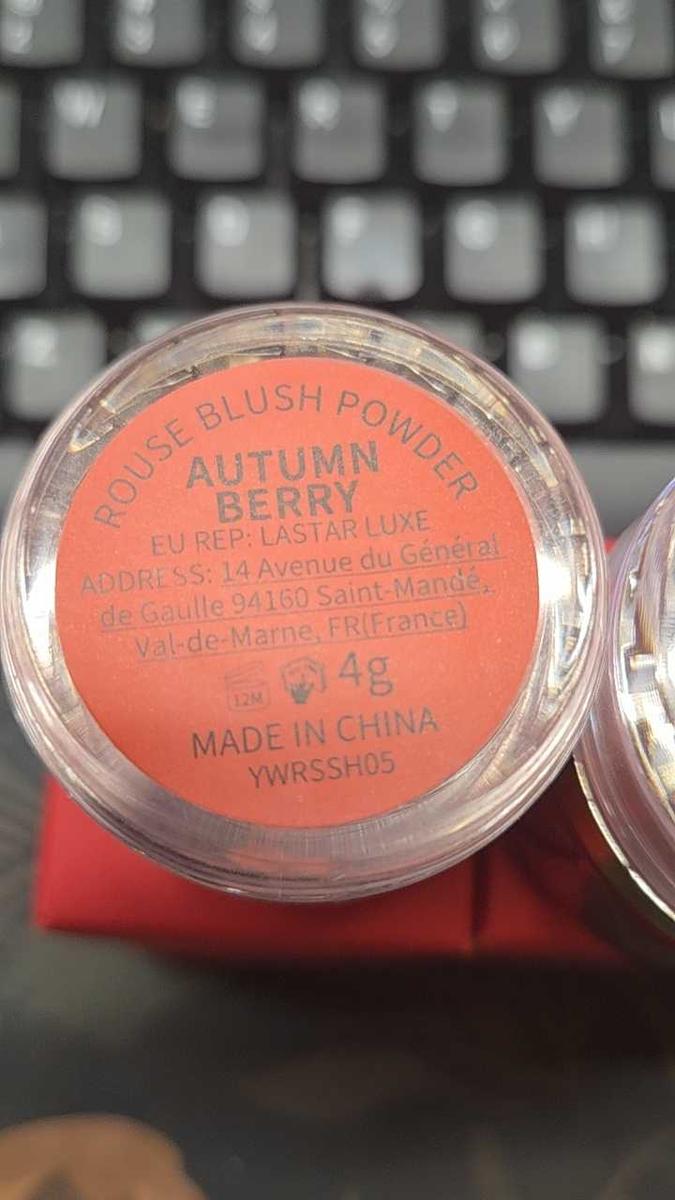 ROUSE BLUSH POWDER
AUTUMN
BERRY
EU REP: LASTAR LUXE
ADDRESS: 14 Avenue du Général
de Gaulle 94160 Saint-Mandé,
Val-de-Marne, FR(France)
12M 4g
MADE IN CHINA
YWRSSH05